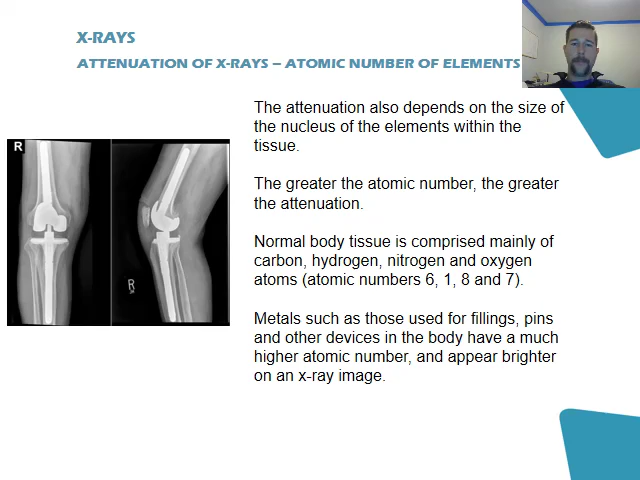 X-RAYS
ATTENUATION OF X-RAYS – ATOMIC NUMBER OF ELEMENTS
The attenuation also depends on the size of
the nucleus of the elements within the
tissue.
The greater the atomic number, the greater
the attenuation.
Normal body tissue is comprised mainly of
carbon, hydrogen, nitrogen and oxygen
atoms (atomic numbers 6, 1, 8 and 7).
Metals such as those used for fillings, pins
and other devices in the body have a much
higher atomic number, and appear brighter
on an x-ray image.
R
R